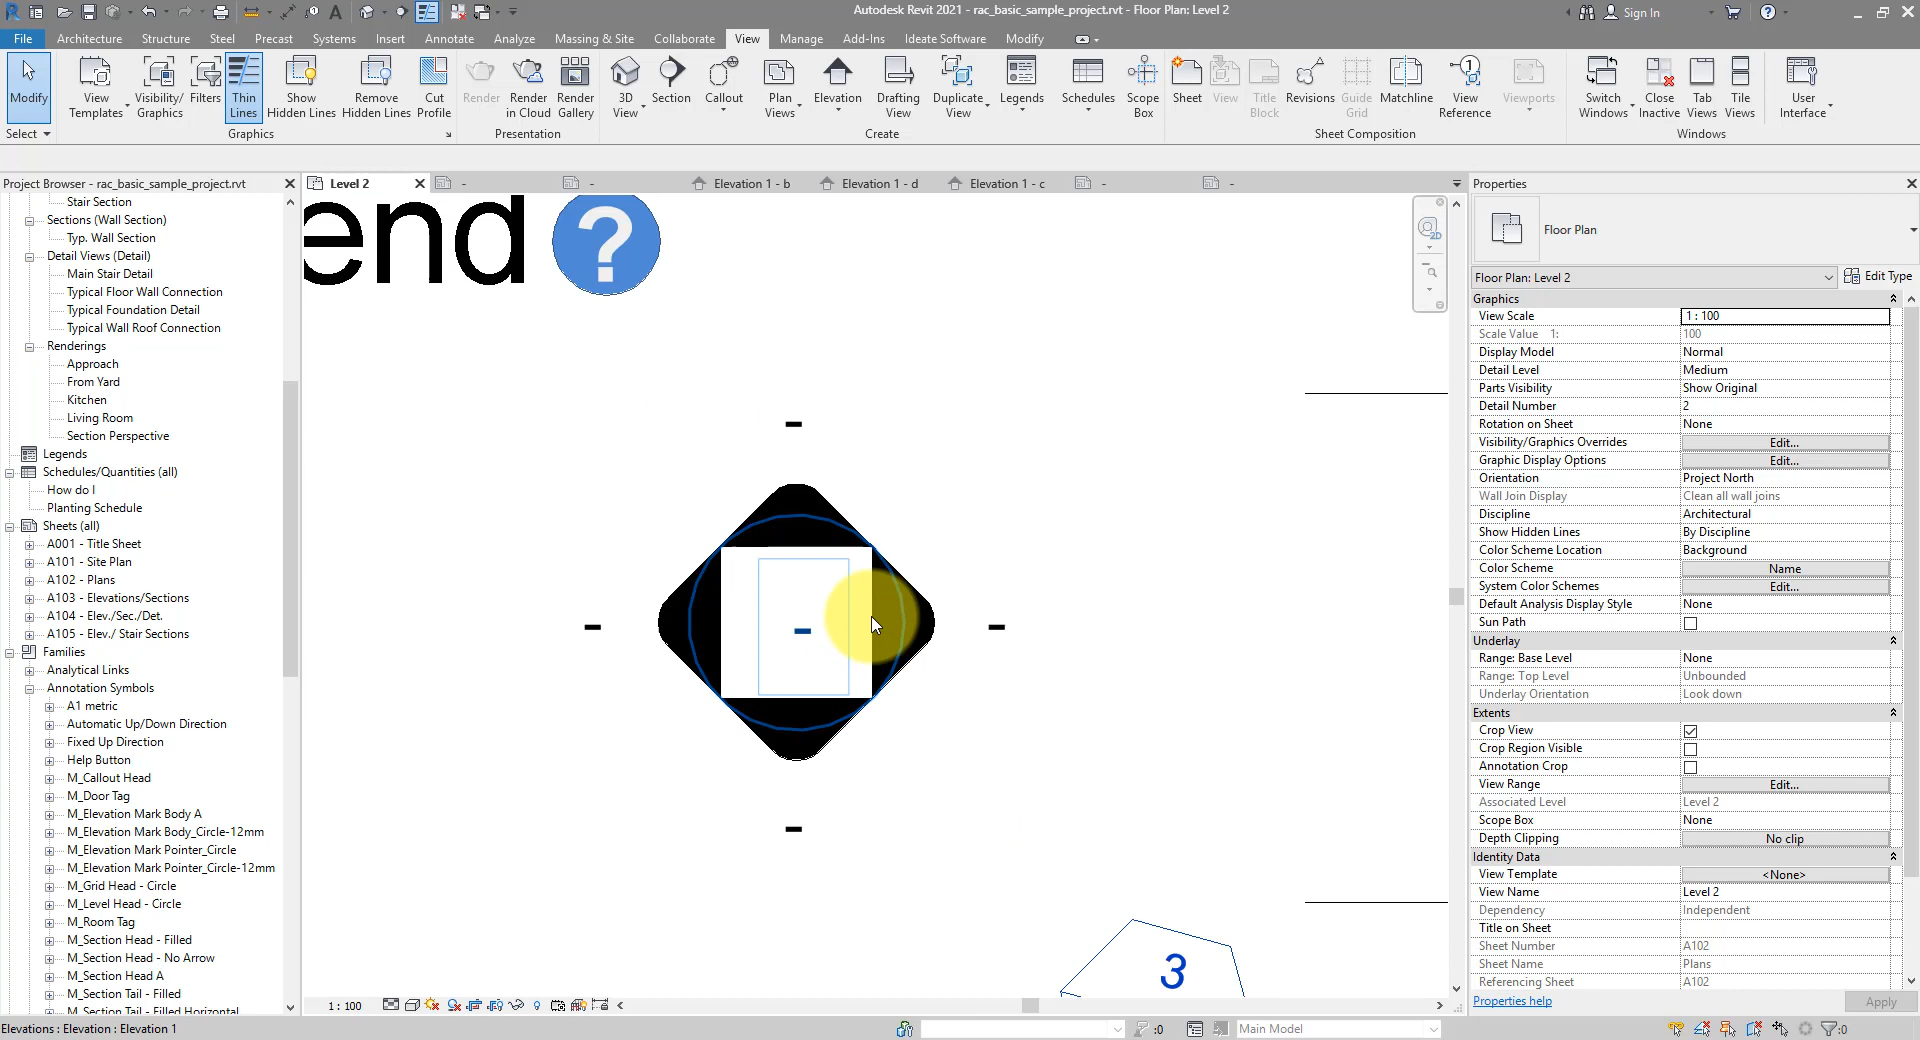 Autodesk Revit 2021 - rac_basic_sample_project.rvt - Floor Plan: Level 2
Sign In
File
Architecture
Structure
Steel
Precast
Systems
Insert
Annotate
Analyze
Massing & Site
Collaborate
View
Manage
Add-Ins
Ideate Software
Modify
Modify
View Templates
Visibility/ Graphics
Filters
Thin Lines
Show Hidden Lines
Remove Hidden Lines
Cut Profile
Render
Render in Cloud
Render Gallery
3D View
Section
Callout
Plan Views
Elevation
Drafting View
Duplicate View
Legends
Schedules
Scope Box
Sheet
View
Title Block
Revisions
Guide Grid
Matchline
View Reference
Viewports
Switch Windows
Close Inactive
Tab Views
Tile Views
User Interface
Select
Graphics
Presentation
Create
Sheet Composition
Windows
Project Browser - rac_basic_sample_project.rvt
Level 2
-
-
Elevation 1 - b
Elevation 1 - d
Elevation 1 - c
-
-
Properties
Stair Section
Sections (Wall Section)
Typ. Wall Section
Detail Views (Detail)
Main Stair Detail
Typical Floor Wall Connection
Typical Foundation Detail
Typical Wall Roof Connection
Renderings
Approach
From Yard
Kitchen
Living Room
Section Perspective
Legends
Schedules/Quantities (all)
How do I
Planting Schedule
Sheets (all)
A001 - Title Sheet
A101 - Site Plan
A102 - Plans
A103 - Elevations/Sections
A104 - Elev./Sec./Det.
A105 - Elev./ Stair Sections
Families
Analytical Links
Annotation Symbols
A1 metric
Automatic Up/Down Direction
Fixed Up Direction
Help Button
M_Callout Head
M_Door Tag
M_Elevation Mark Body A
M_Elevation Mark Body_Circle-12mm
M_Elevation Mark Pointer_Circle
M_Elevation Mark Pointer_Circle-12mm
M_Grid Head - Circle
M_Level Head - Circle
M_Room Tag
M_Section Head - Filled
M_Section Head - No Arrow
M_Section Head A
M_Section Tail - Filled
M_Section Tail - Filled Horizontal
end ?
2D
-
-
-
-
-
3
Floor Plan
Floor Plan: Level 2
Edit Type
Graphics
View Scale 1 : 100
Scale Value 1: 100
Display Model Normal
Detail Level Medium
Parts Visibility Show Original
Detail Number 2
Rotation on Sheet None
Visibility/Graphics Overrides Edit...
Graphic Display Options Edit...
Orientation Project North
Wall Join Display Clean all wall joins
Discipline Architectural
Show Hidden Lines By Discipline
Color Scheme Location Background
Color Scheme Name
System Color Schemes Edit...
Default Analysis Display Style None
Sun Path
Underlay
Range: Base Level None
Range: Top Level Unbounded
Underlay Orientation Look down
Extents
Crop View
Crop Region Visible
Annotation Crop
View Range Edit...
Associated Level Level 2
Scope Box None
Depth Clipping No clip
Identity Data
View Template <None>
View Name Level 2
Dependency Independent
Title on Sheet
Sheet Number A102
Sheet Name Plans
Referencing Sheet A102
Properties help
Apply
1 : 100
Elevations : Elevation : Elevation 1
:0
Main Model
:0